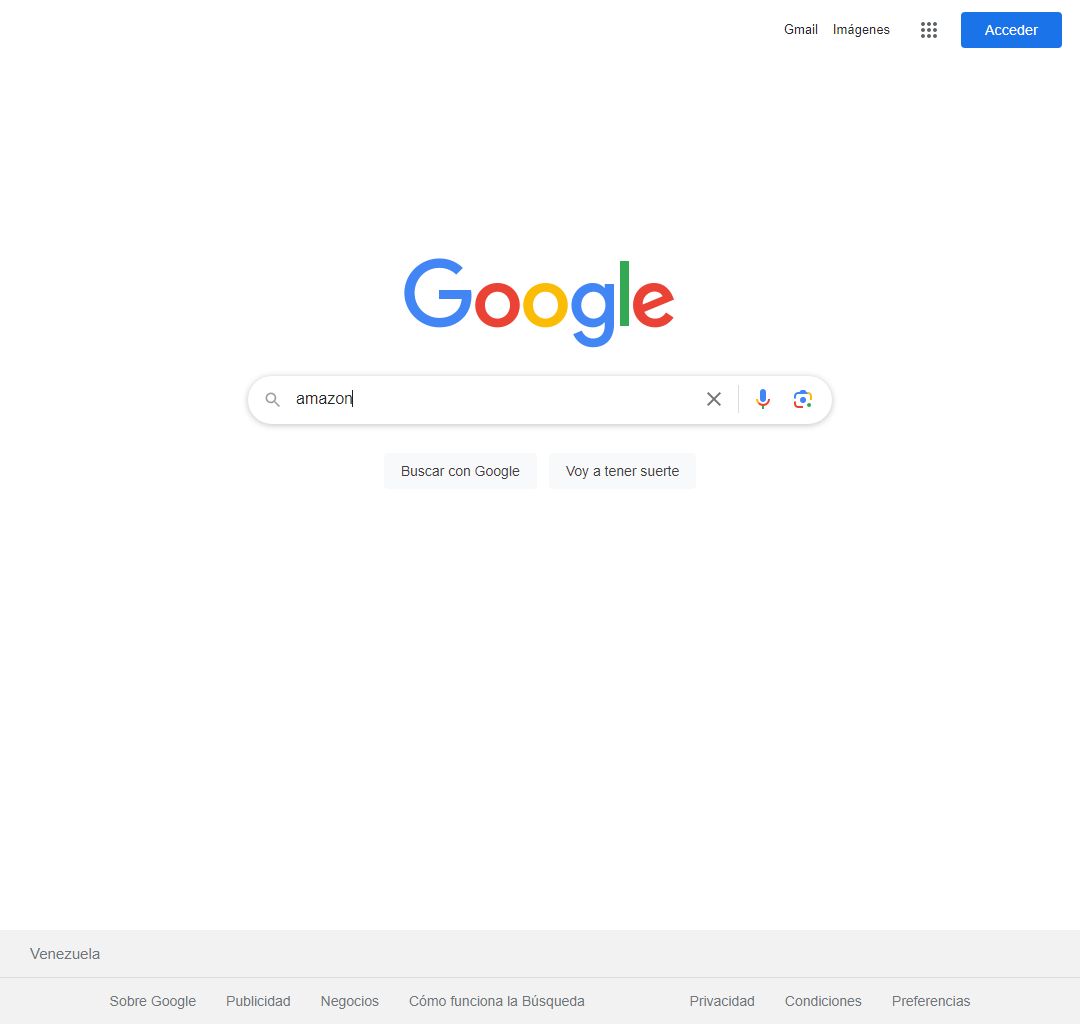 Gmail Imágenes Acceder
Google
amazon
Buscar con Google Voy a tener suerte
Venezuela
Sobre Google Publicidad Negocios Cómo funciona la Búsqueda Privacidad Condiciones Preferencias